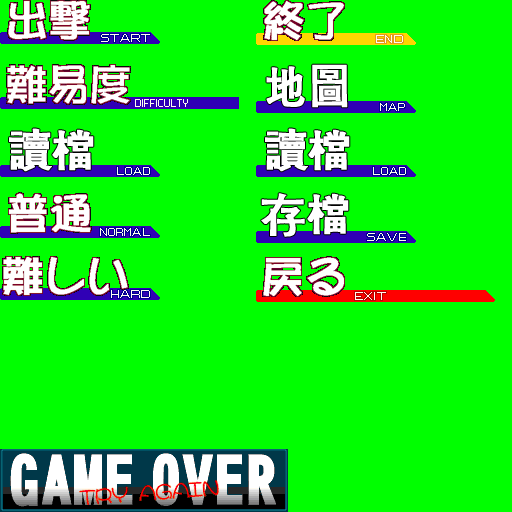 出擊
START
終了
END
難易度
DIFFICULTY
地圖
MAP
讀檔
LOAD
讀檔
LOAD
普通
NORMAL
存檔
SAVE
難しい
HARD
戻る
EXIT
GAME OVER
TRY AGAIN